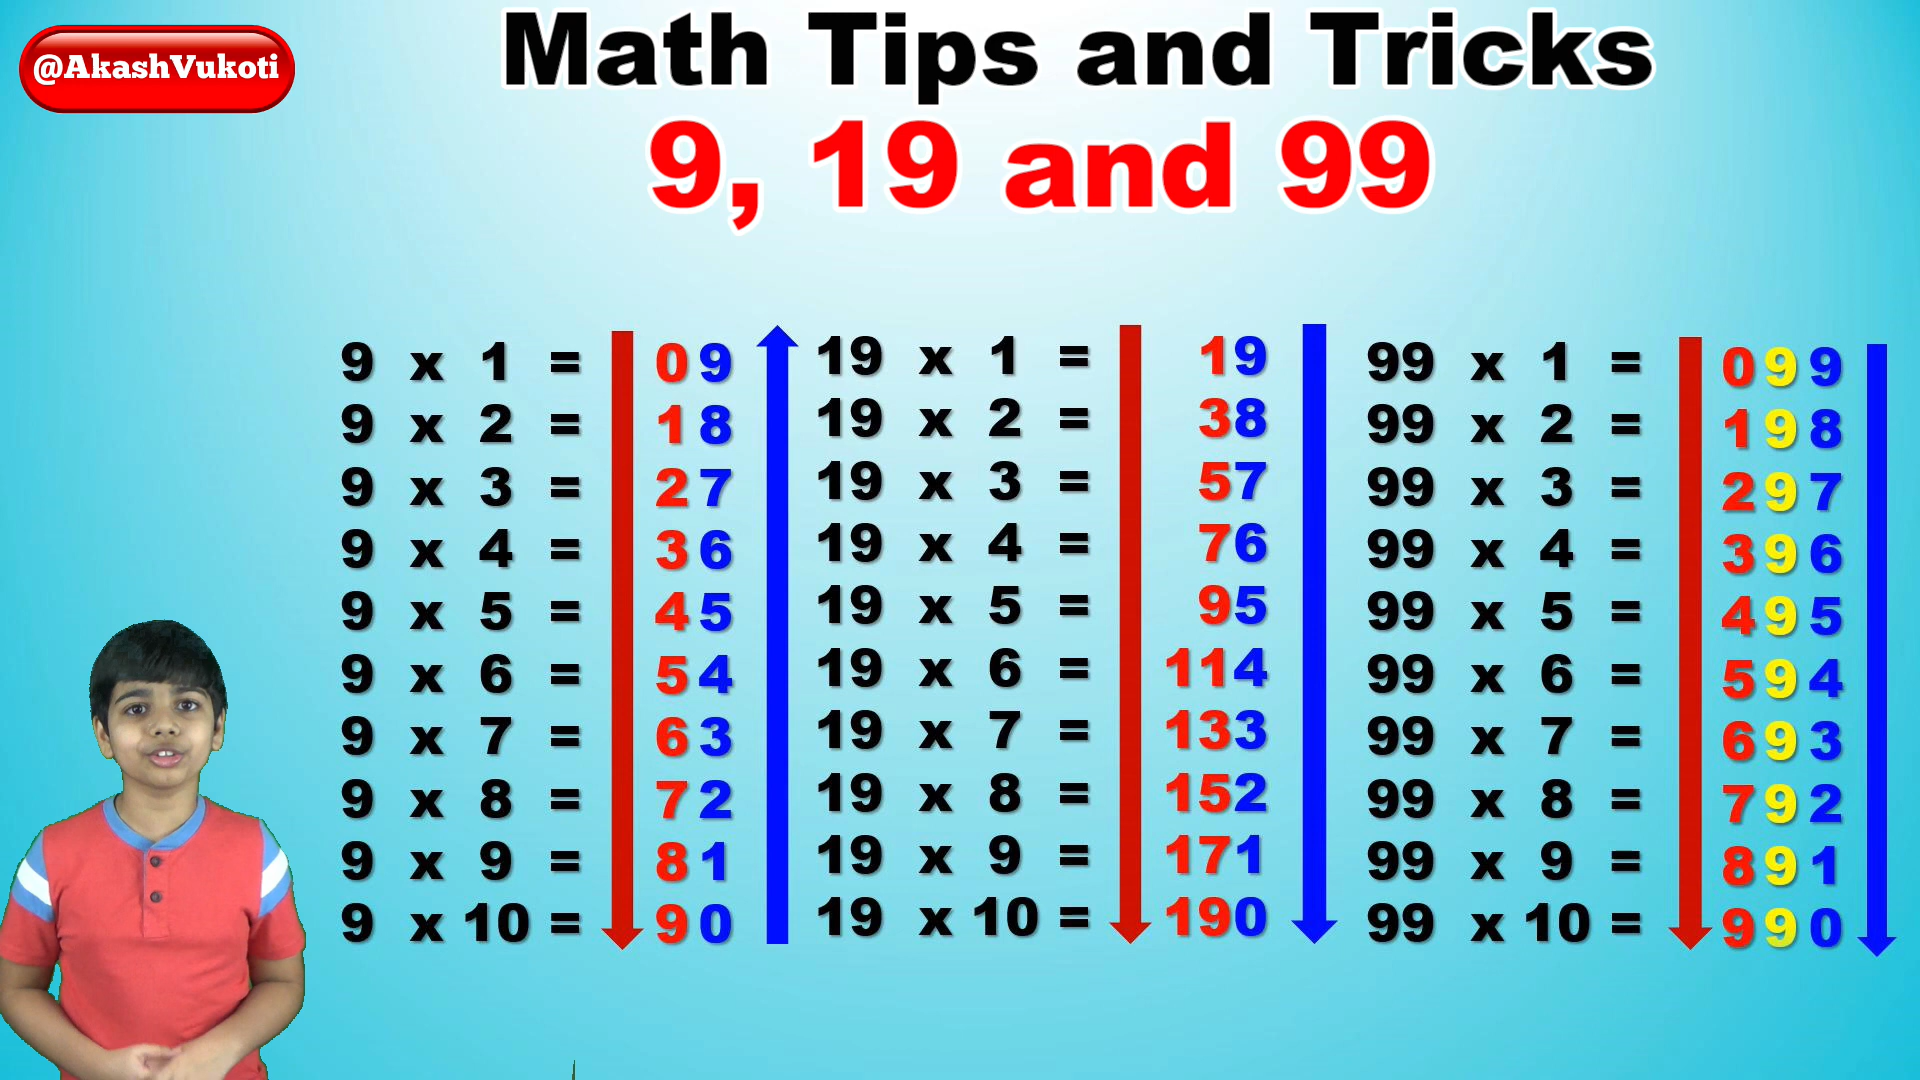 @AkashVukoti
Math Tips and Tricks
9, 19 and 99
9 x 1 = 09
9 x 2 = 18
9 x 3 = 27
9 x 4 = 36
9 x 5 = 45
9 x 6 = 54
9 x 7 = 63
9 x 8 = 72
9 x 9 = 81
9 x 10 = 90
19 x 1 = 19
19 x 2 = 38
19 x 3 = 57
19 x 4 = 76
19 x 5 = 95
19 x 6 = 114
19 x 7 = 133
19 x 8 = 152
19 x 9 = 171
19 x 10 = 190
99 x 1 = 099
99 x 2 = 198
99 x 3 = 297
99 x 4 = 396
99 x 5 = 495
99 x 6 = 594
99 x 7 = 693
99 x 8 = 792
99 x 9 = 891
99 x 10 = 990